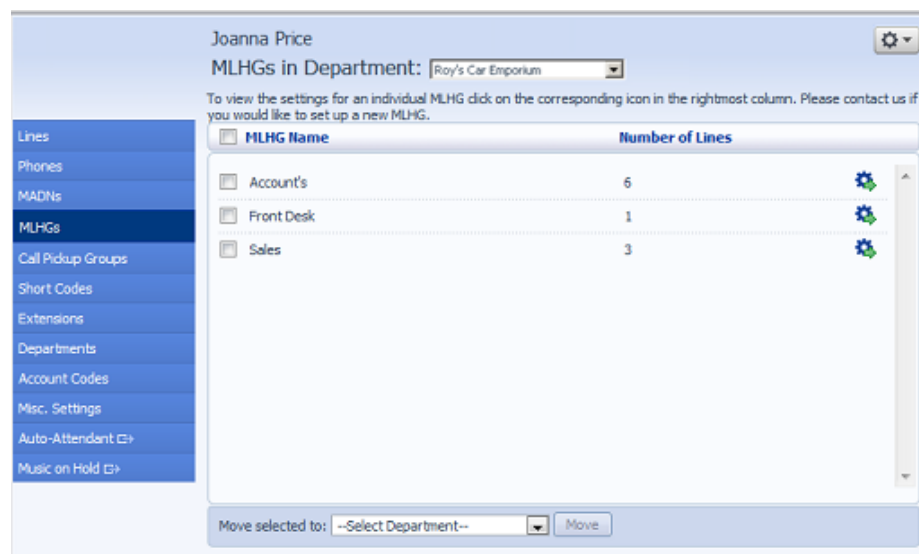 Joanna Price
MLHGs in Department: Roy's Car Emporium
To view the settings for an individual MLHG click on the corresponding icon in the rightmost column. Please contact us if
you would like to set up a new MLHG.
Lines
Phones
MADNs
MLHGs
Call Pickup Groups
Short Codes
Extensions
Departments
Account Codes
Misc. Settings
Auto-Attendant
Music on Hold
MLHG Name Number of Lines
Account's 6
Front Desk 1
Sales 3
Move selected to: --Select Department-- Move